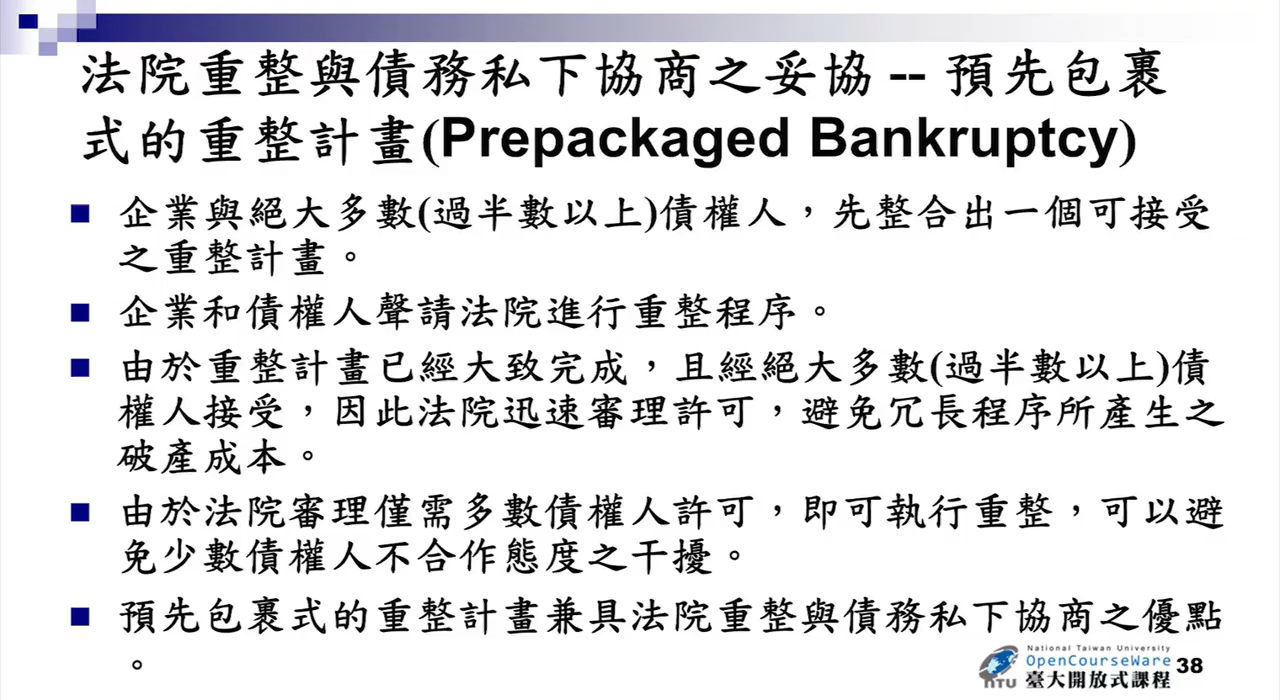 法院重整與債務私下協商之妥協 -- 預先包裹
式的重整計畫(Prepackaged Bankruptcy)
企業與絕大多數(過半數以上)債權人，先整合出一個可接受
之重整計畫。
企業和債權人聲請法院進行重整程序。
由於重整計畫已經大致完成，且經絕大多數(過半數以上)債
權人接受，因此法院迅速審理許可，避免冗長程序所產生之
破產成本。
由於法院審理僅需多數債權人許可，即可執行重整，可以避
免少數債權人不合作態度之干擾。
預先包裹式的重整計畫兼具法院重整與債務私下協商之優點
。
National Taiwan University
OpenCourseWare
NTU 臺大開放式課程
38